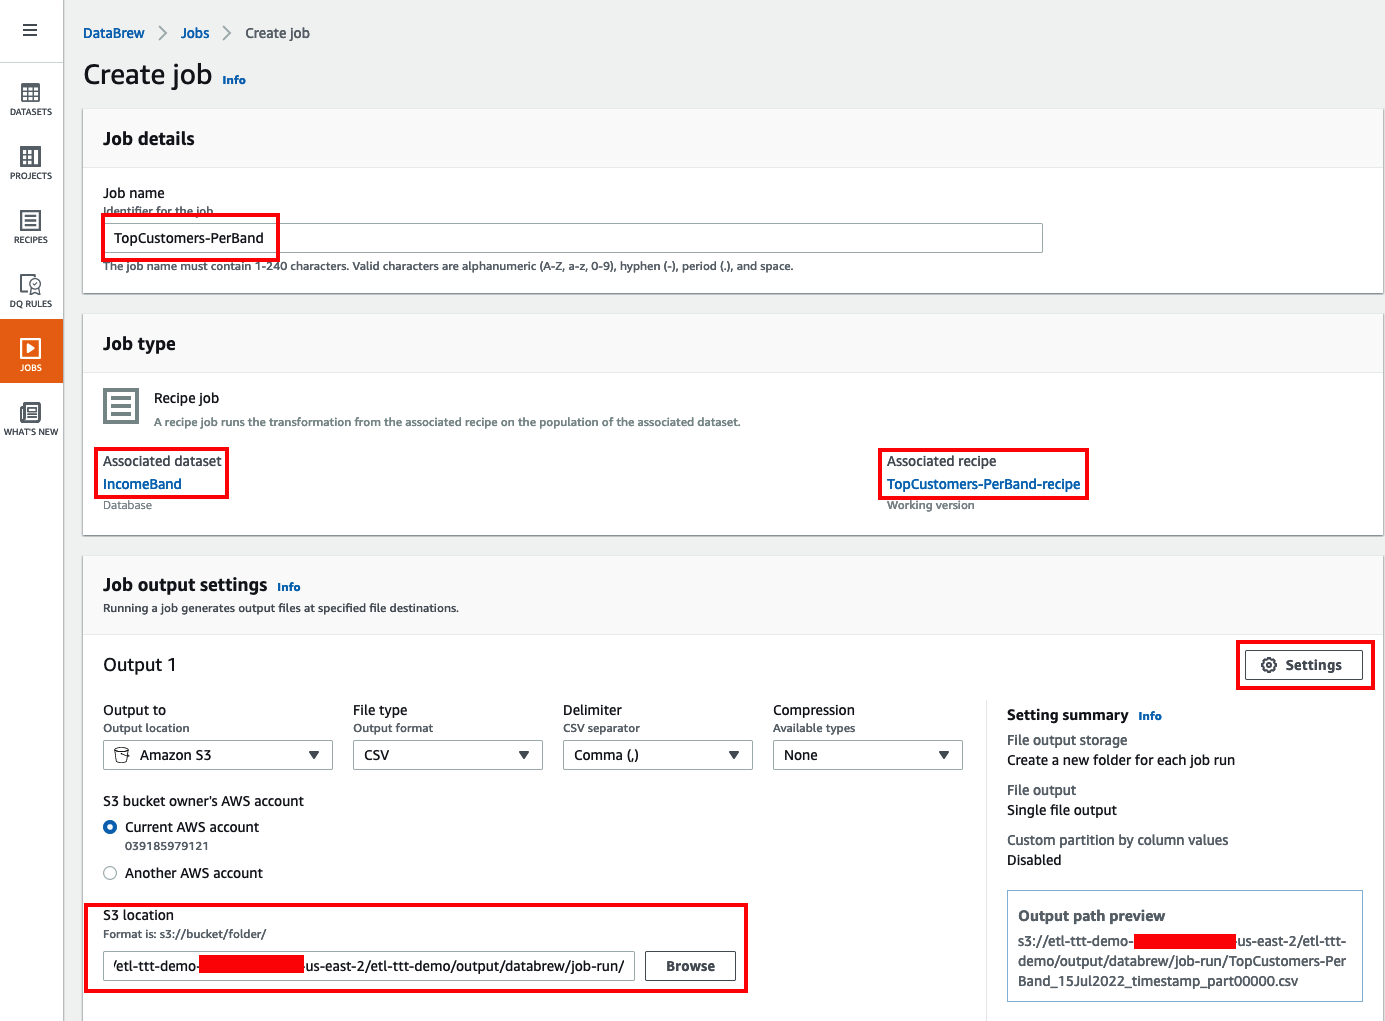 DataBrew > Jobs > Create job
Create job Info
DATASETS
PROJECTS
RECIPES
DQ RULES
JOBS
WHAT'S NEW
Job details
Job name
Identifier for the job
TopCustomers-PerBand
The job name must contain 1-240 characters. Valid characters are alphanumeric (A-Z, a-z, 0-9), hyphen (-), period (.), and space.
Job type
Recipe job
A recipe job runs the transformation from the associated recipe on the population of the associated dataset.
Associated dataset
IncomeBand
Database
Associated recipe
TopCustomers-PerBand-recipe
Working version
Job output settings Info
Running a job generates output files at specified file destinations.
Output 1
Settings
Output to
Output location
Amazon S3
File type
Output format
CSV
Delimiter
CSV separator
Comma (,)
Compression
Available types
None
S3 bucket owner's AWS account
Current AWS account
039185979121
Another AWS account
S3 location
Format is: s3://bucket/folder/
/etl-ttt-demo- -us-east-2/etl-ttt-demo/output/databrew/job-run/
Browse
Setting summary Info
File output storage
Create a new folder for each job run
File output
Single file output
Custom partition by column values
Disabled
Output path preview
s3://etl-ttt-demo- -us-east-2/etl-ttt-
demo/output/databrew/job-run/TopCustomers-Per
Band_15Jul2022_timestamp_part00000.csv